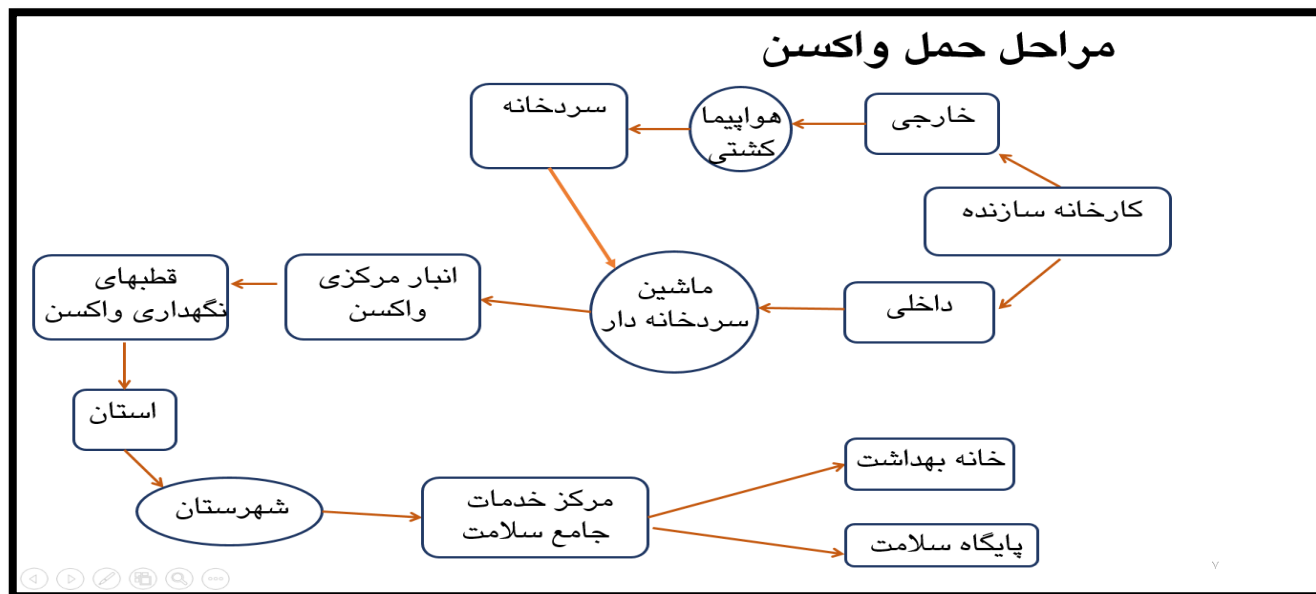 مراحل حمل واکسن
کارخانه سازنده
خارجی
هواپیما
کشتی
سردخانه
داخلی
ماشین
سردخانه دار
انبار مرکزی
واکسن
قطبهای
نگهداری واکسن
استان
شهرستان
مرکز خدمات
جامع سلامت
خانه بهداشت
پایگاه سلامت
۷